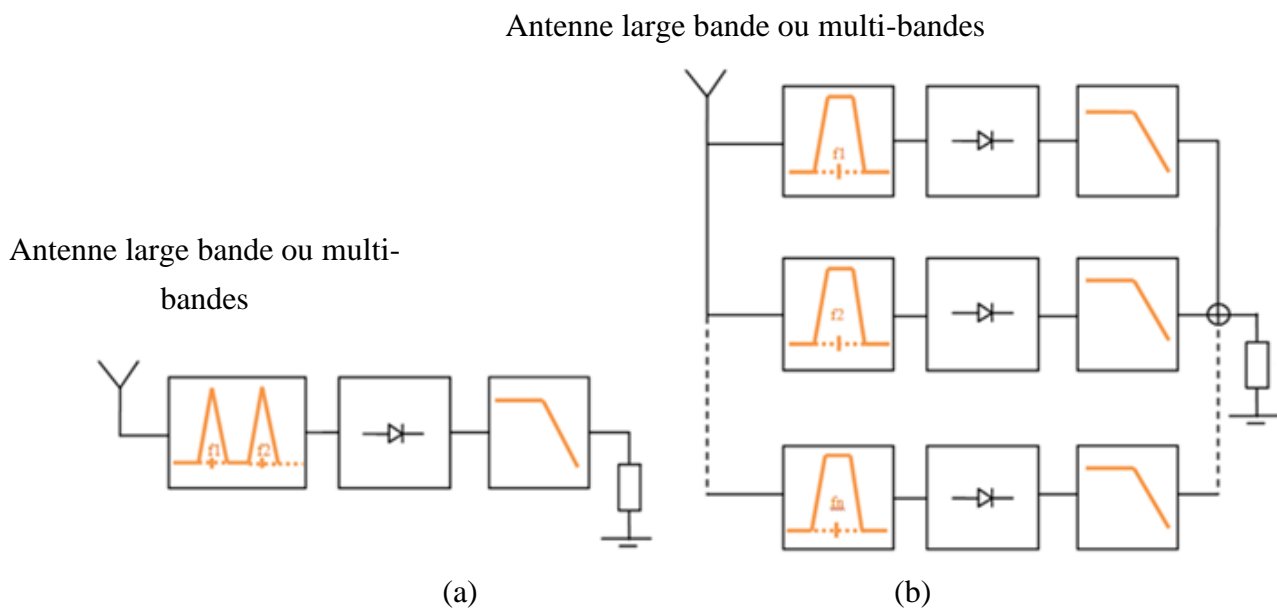 Antenne large bande ou multi-bandes
f1
f2
fn
Antenne large bande ou multi-
bandes
f1 f2
(a) (b)